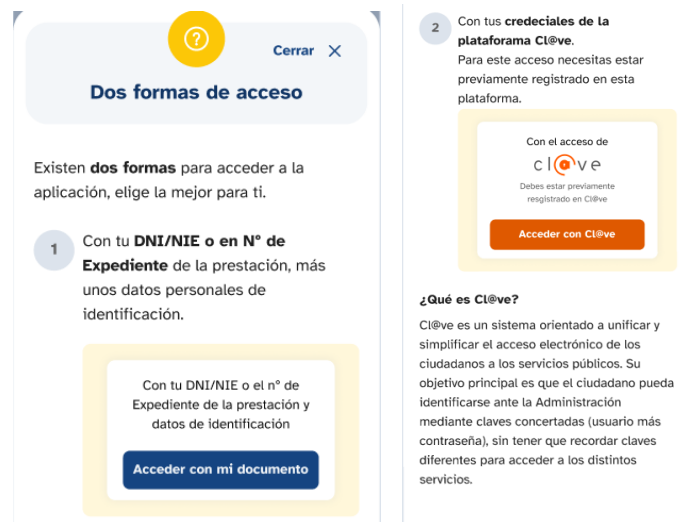 Cerrar
Dos formas de acceso
Existen dos formas para acceder a la
aplicación, elige la mejor para ti.
1
Con tu DNI/NIE o en Nº de
Expediente de la prestación, más
unos datos personales de
identificación.
Con tu DNI/NIE o el nº de
Expediente de la prestación y
datos de identificación
Acceder con mi documento
2
Con tus credeciales de la
plataforama Cl@ve.
Para este acceso necesitas estar
previamente registrado en esta
plataforma.
Con el acceso de
cl@ve
Debes estar previamente
resgistrado en Cl@ve
Acceder con Cl@ve
¿Qué es Cl@ve?
Cl@ve es un sistema orientado a unificar y
simplificar el acceso electrónico de los
ciudadanos a los servicios públicos. Su
objetivo principal es que el ciudadano pueda
identificarse ante la Administración
mediante claves concertadas (usuario más
contraseña), sin tener que recordar claves
diferentes para acceder a los distintos
servicios.